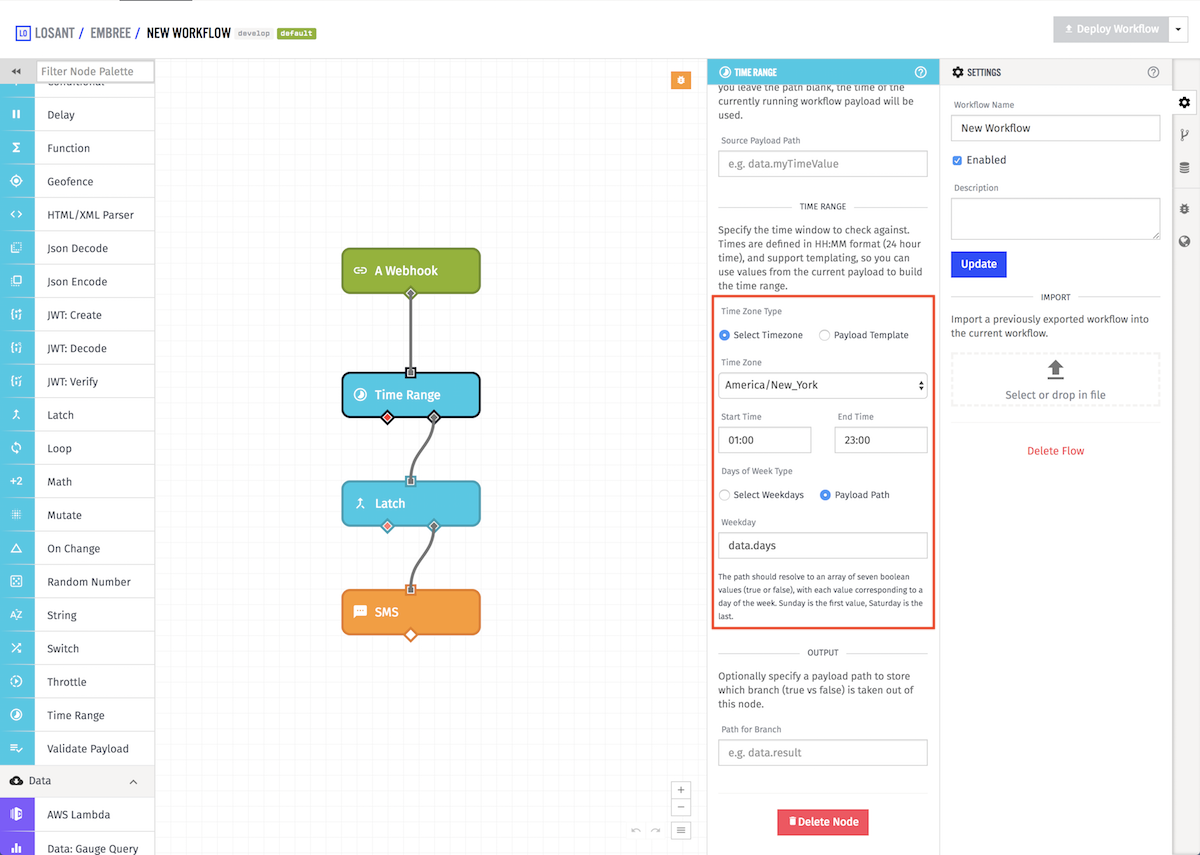 LO LOSANT / EMBREE / NEW WORKFLOW develop default
Deploy Workflow
Filter Node Palette
Conditional
Delay
Function
Geofence
HTML/XML Parser
Json Decode
Json Encode
JWT: Create
JWT: Decode
JWT: Verify
Latch
Loop
+2 Math
Mutate
On Change
Random Number
AZ String
Switch
Throttle
Time Range
Validate Payload
Data
AWS Lambda
Data: Gauge Query
A Webhook
Time Range
Latch
SMS
+
−
TIME RANGE
you leave the path blank, the time of the
currently running workflow payload will be
used.
Source Payload Path
e.g. data.myTimeValue
TIME RANGE
Specify the time window to check against.
Times are defined in HH:MM format (24 hour
time), and support templating, so you can
use values from the current payload to build
the time range.
Time Zone Type
Select Timezone Payload Template
Time Zone
America/New_York
Start Time End Time
01:00 23:00
Days of Week Type
Select Weekdays Payload Path
Weekday
data.days
The path should resolve to an array of seven boolean
values (true or false), with each value corresponding to a
day of the week. Sunday is the first value, Saturday is the
last.
OUTPUT
Optionally specify a payload path to store
which branch (true vs false) is taken out of
this node.
Path for Branch
e.g. data.result
Delete Node
SETTINGS
Workflow Name
New Workflow
Enabled
Description
Update
IMPORT
Import a previously exported workflow into
the current workflow.
Select or drop in file
Delete Flow